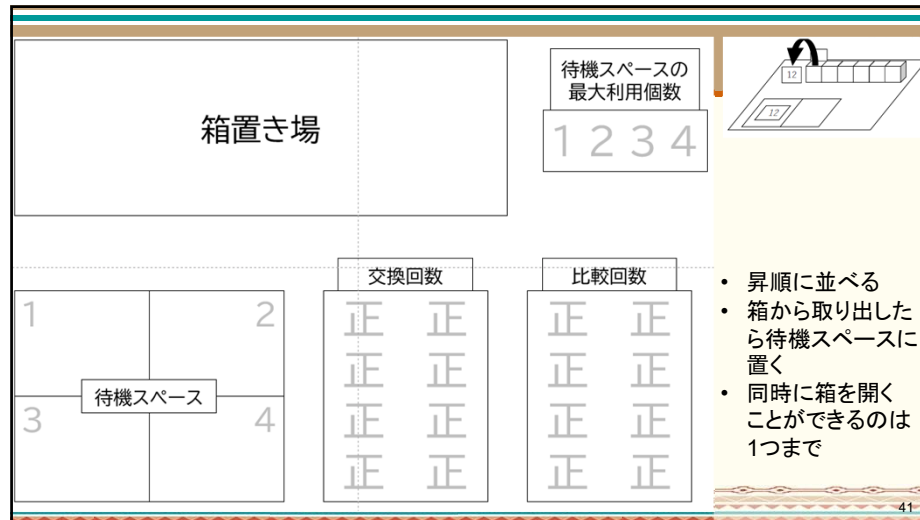 箱置き場
待機スペースの
最大利用個数
1 2 3 4
12
12
交換回数
正 正
正 正
正 正
正 正
比較回数
正 正
正 正
正 正
正 正
1 2
待機スペース
3 4
• 昇順に並べる
• 箱から取り出した
ら待機スペースに
置く
• 同時に箱を開く
ことができるのは
1つまで
41